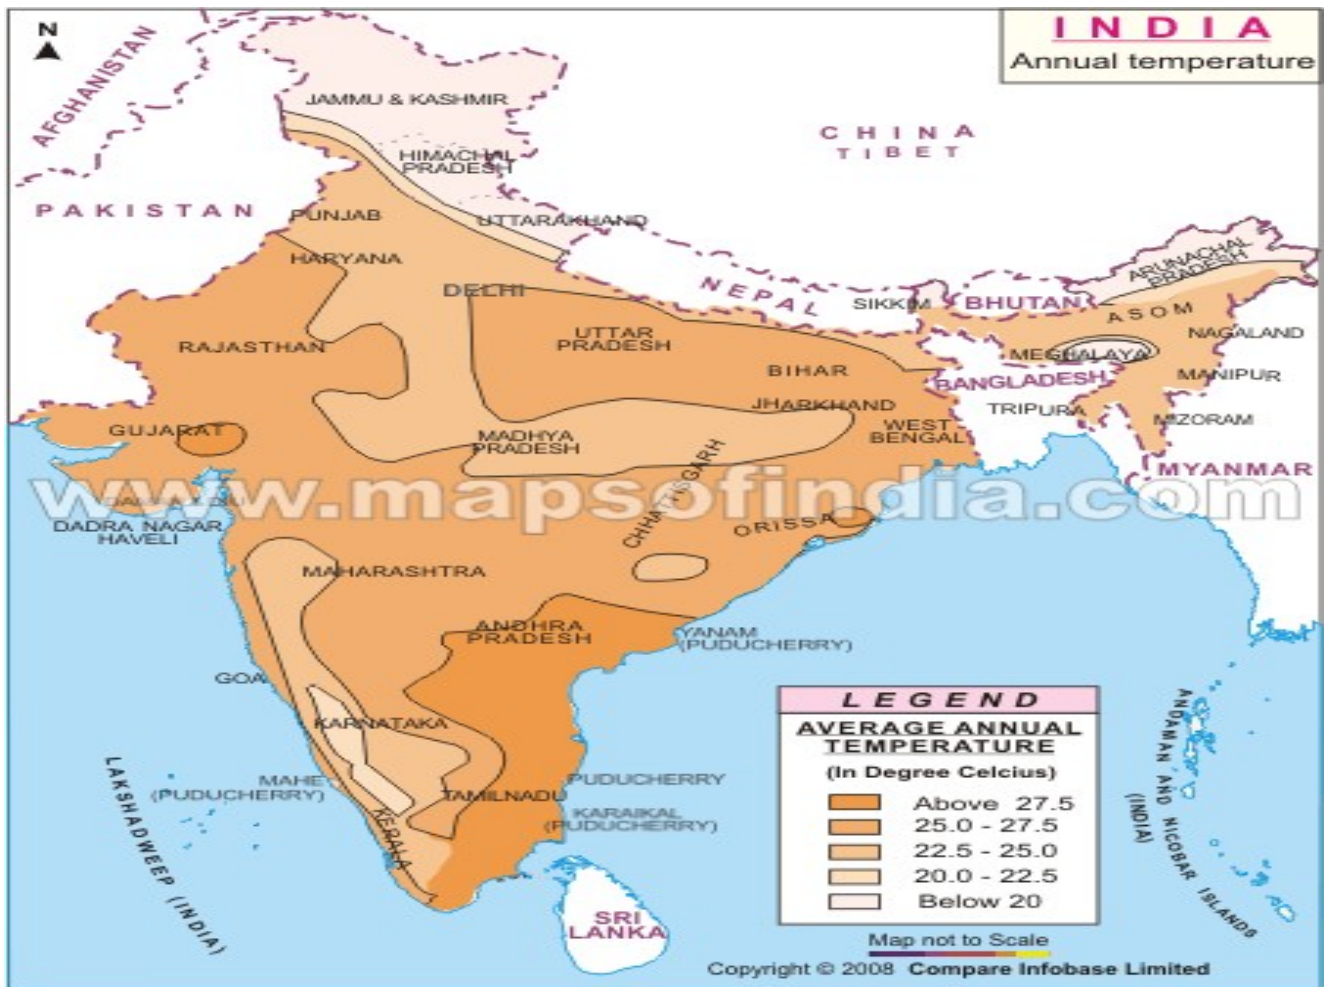 N
INDIA
Annual temperature
AFGHANISTAN
JAMMU & KASHMIR
CHINA
TIBET
HIMACHAL
PRADESH
PAKISTAN
PUNJAB
UTTARAKHAND
HARYANA
DELHI
NEPAL
SIKKIM
BHUTAN
ARUNACHAL
PRADESH
ASOM
NAGALAND
RAJASTHAN
UTTAR
PRADESH
BIHAR
MEGHALAYA
BANGLADESH
MANIPUR
JHARKHAND
TRIPURA
MIZORAM
GUJARAT
MADHYA
PRADESH
WEST
BENGAL
MYANMAR
www.mapsofindia.com
DADRA NAGAR
HAVELI
CHHATTISGARH
ORISSA
MAHARASHTRA
ANDHRA
PRADESH
YANAM
(PUDUCHERRY)
GOA
KARNATAKA
MAHE
(PUDUCHERRY)
TAMILNADU
PUDUCHERRY
KARAIKAL
(PUDUCHERRY)
KERALA
LAKSHADWEEP (INDIA)
SRI
LANKA
ANDAMAN AND NICOBAR ISLANDS
(INDIA)
LEGEND
AVERAGE ANNUAL
TEMPERATURE
(In Degree Celcius)
Above 27.5
25.0 - 27.5
22.5 - 25.0
20.0 - 22.5
Below 20
Map not to Scale
Copyright © 2008 Compare Infobase Limited